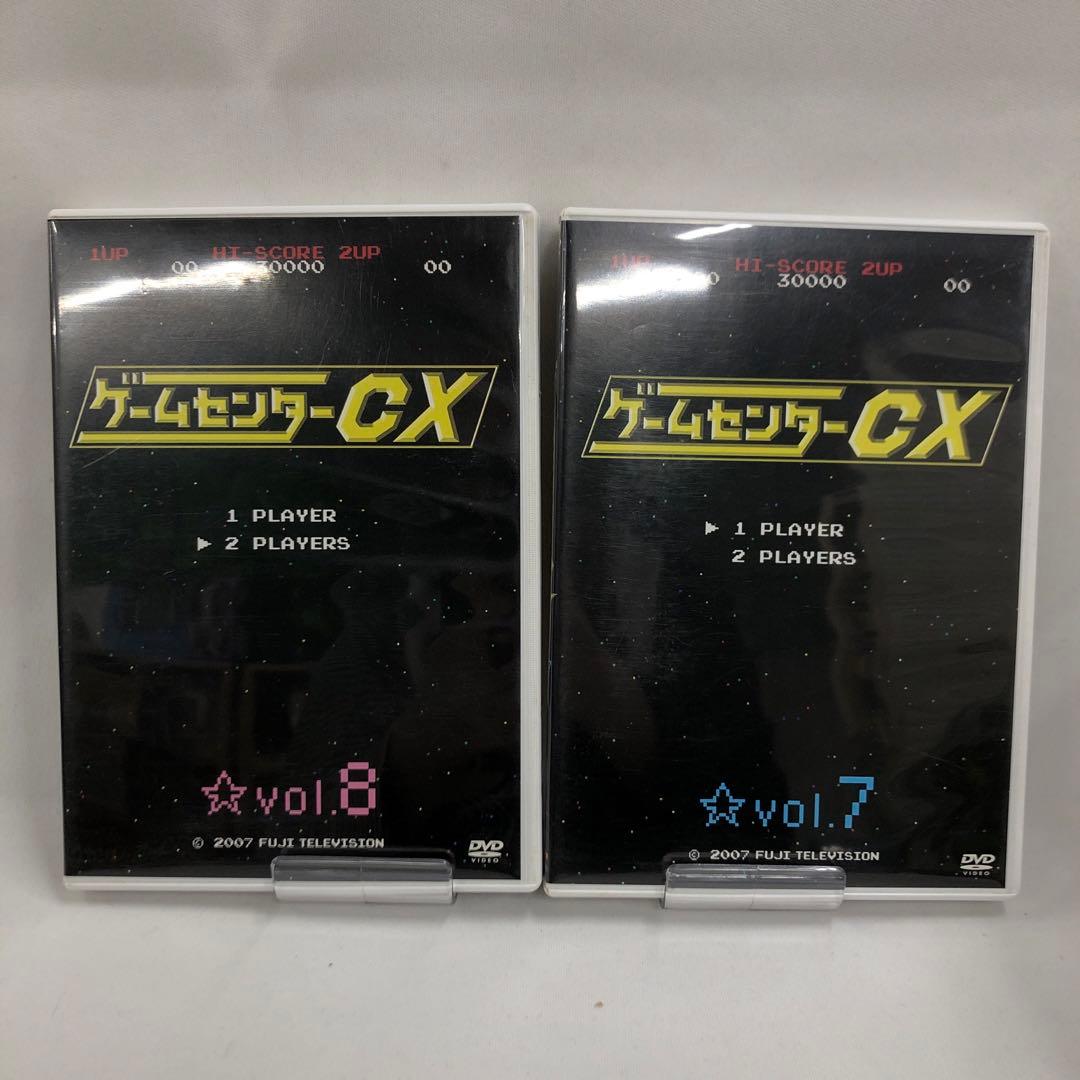 1UP HI-SCORE 2UP
00 30000 00
ゲームセンターCX
1 PLAYER
▶ 2 PLAYERS
☆vol.8
© 2007 FUJI TELEVISION
DVD
VIDEO
1UP HI-SCORE 2UP
30000 00
ゲームセンターCX
▶ 1 PLAYER
2 PLAYERS
☆vol.7
© 2007 FUJI TELEVISION
DVD
VIDEO